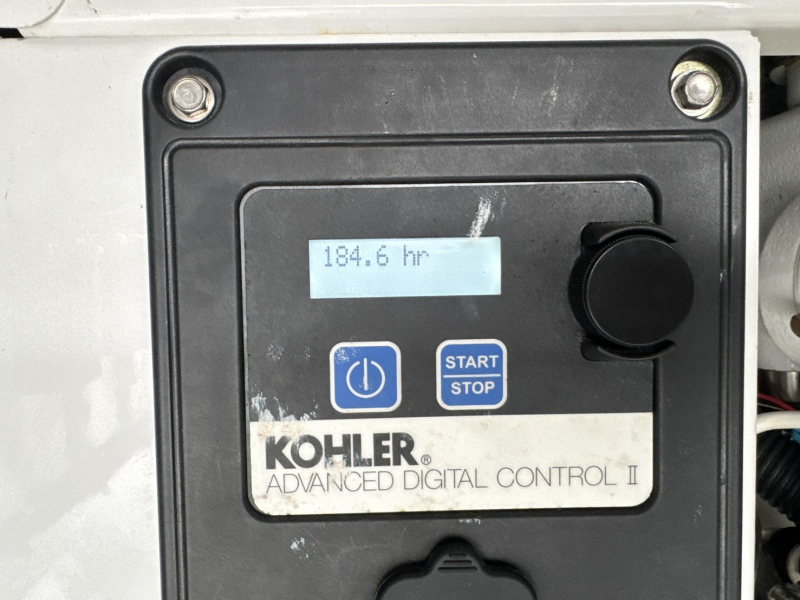 184.6 hr
START
STOP
KOHLER®
ADVANCED DIGITAL CONTROL II